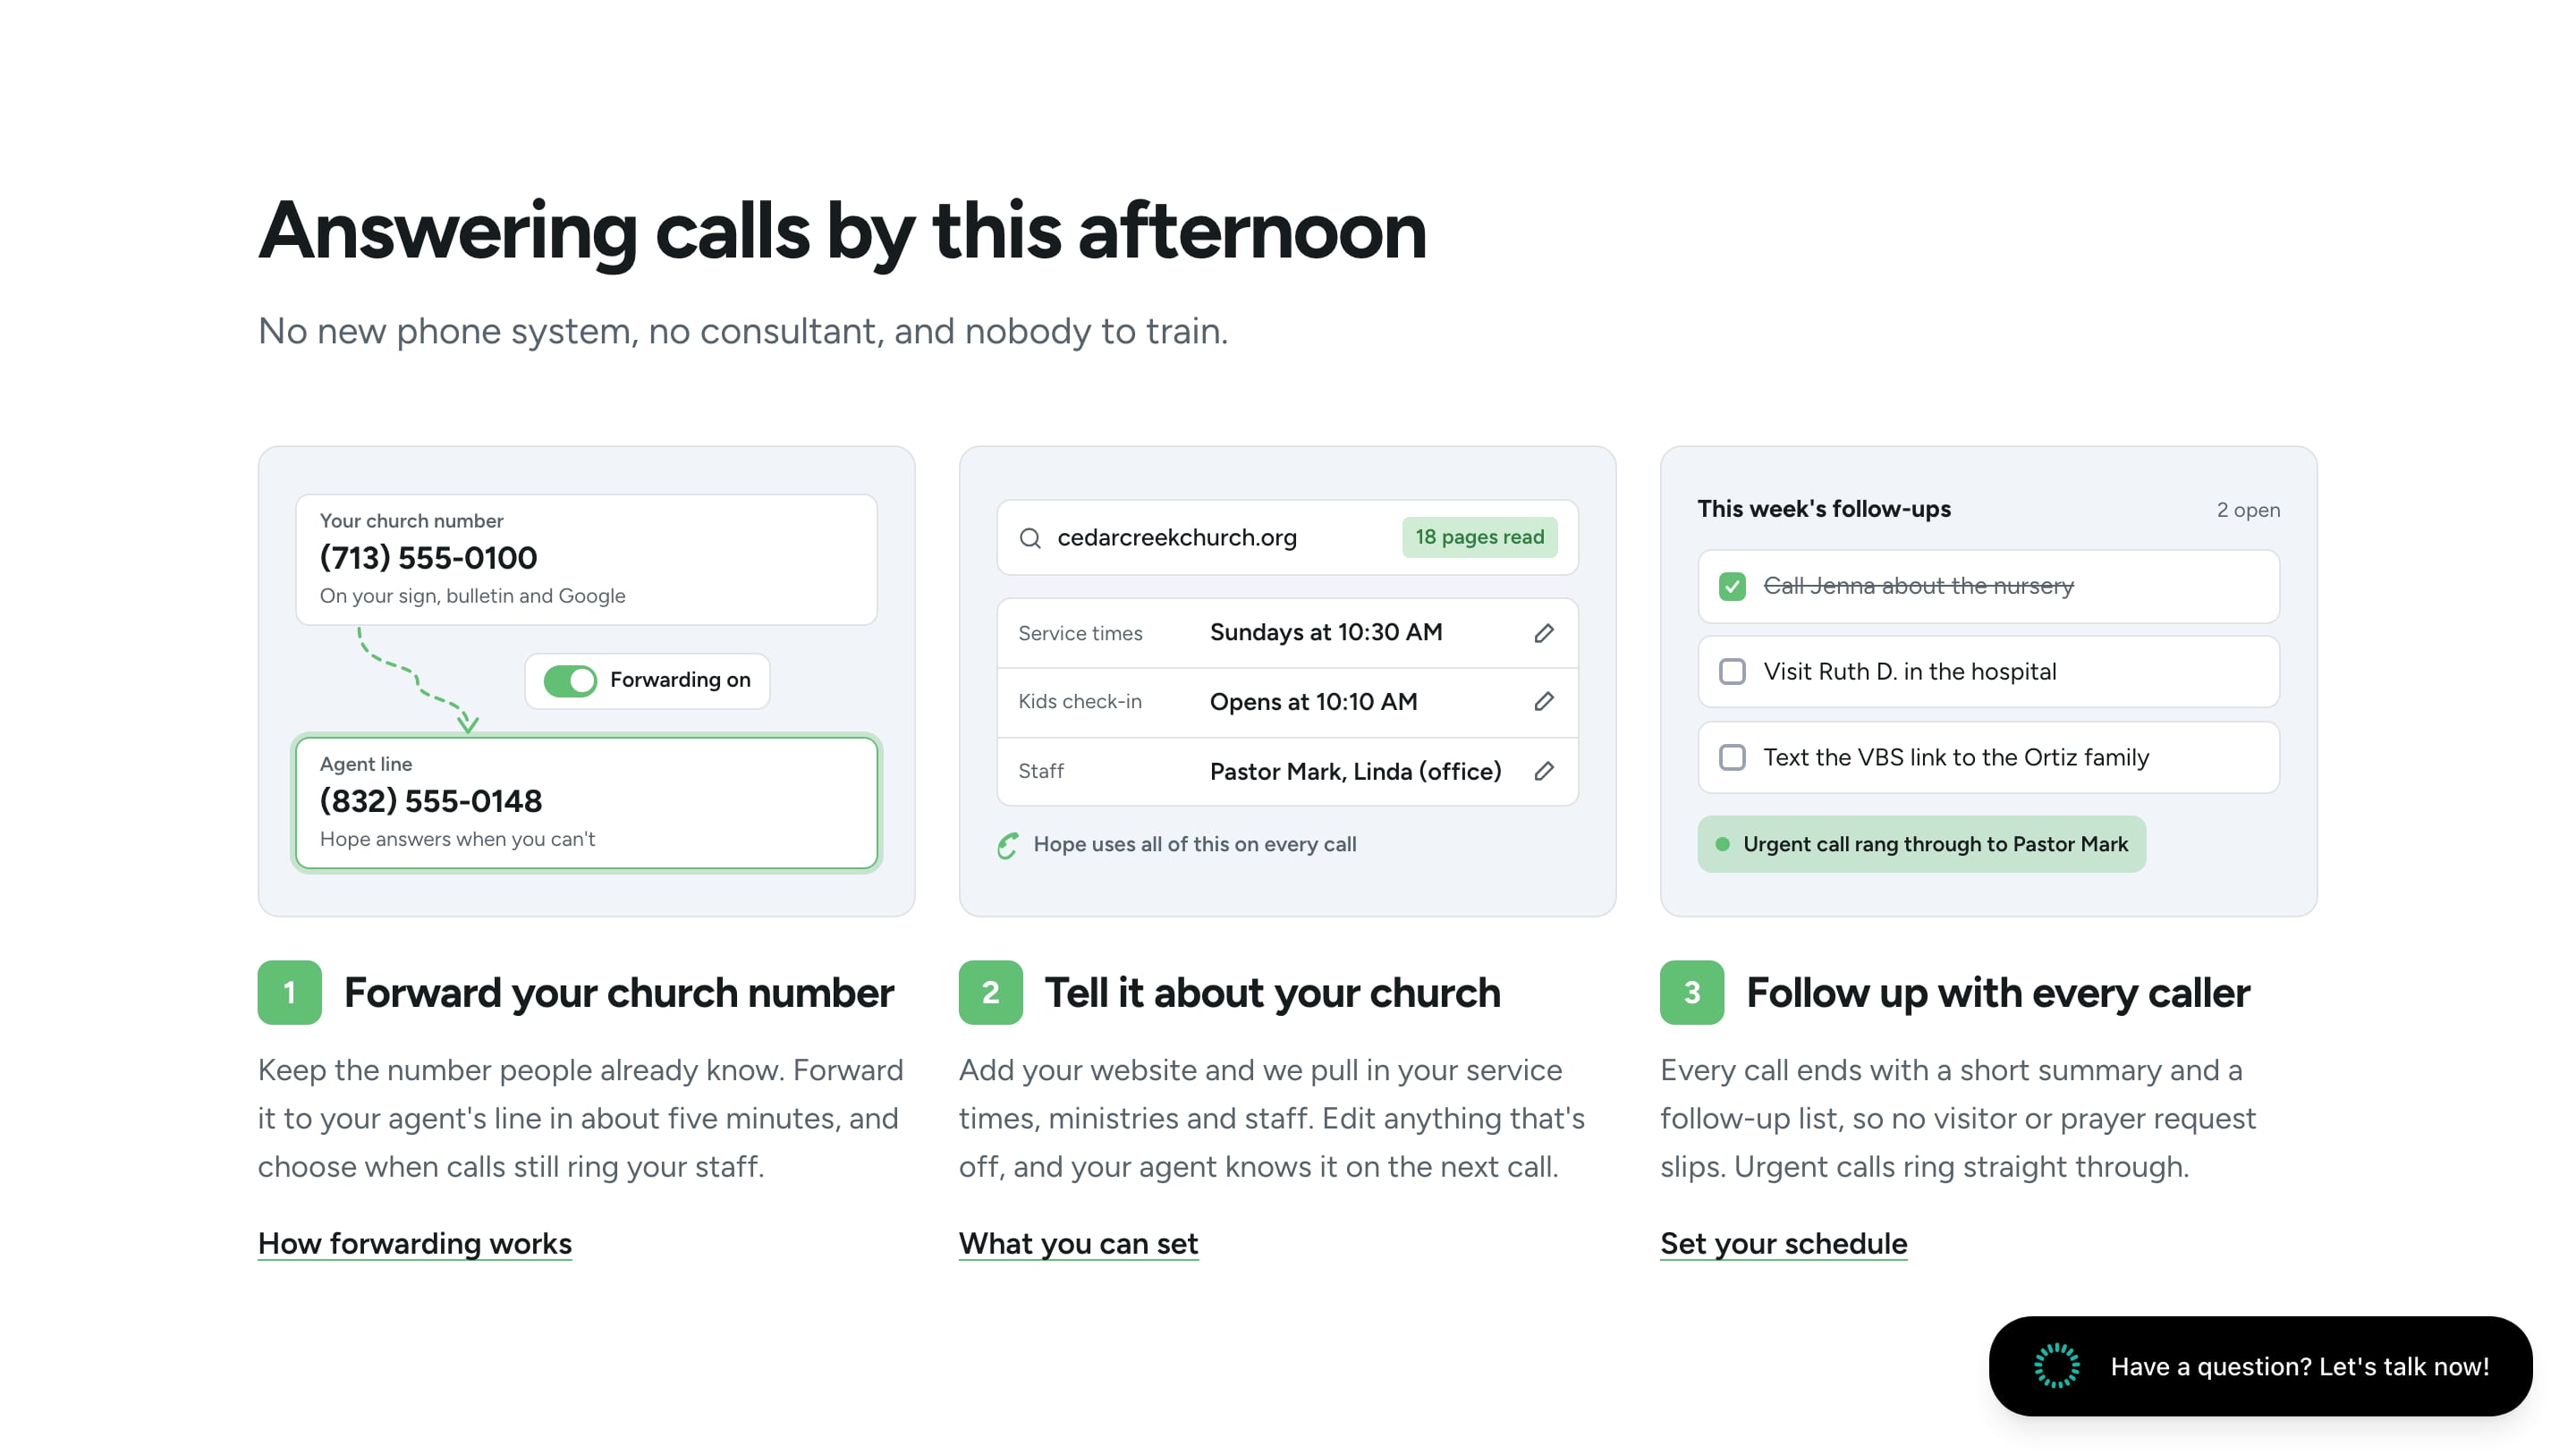 Answering calls by this afternoon
No new phone system, no consultant, and nobody to train.
Your church number
(713) 555-0100
On your sign, bulletin and Google
Forwarding on
Agent line
(832) 555-0148
Hope answers when you can't
cedarcreekchurch.org
18 pages read
Service times
Sundays at 10:30 AM
Kids check-in
Opens at 10:10 AM
Staff
Pastor Mark, Linda (office)
Hope uses all of this on every call
This week's follow-ups
2 open
Call Jenna about the nursery
Visit Ruth D. in the hospital
Text the VBS link to the Ortiz family
Urgent call rang through to Pastor Mark
1
Forward your church number
Keep the number people already know. Forward
it to your agent's line in about five minutes, and
choose when calls still ring your staff.
How forwarding works
2
Tell it about your church
Add your website and we pull in your service
times, ministries and staff. Edit anything that's
off, and your agent knows it on the next call.
What you can set
3
Follow up with every caller
Every call ends with a short summary and a
follow-up list, so no visitor or prayer request
slips. Urgent calls ring straight through.
Set your schedule
Have a question? Let's talk now!